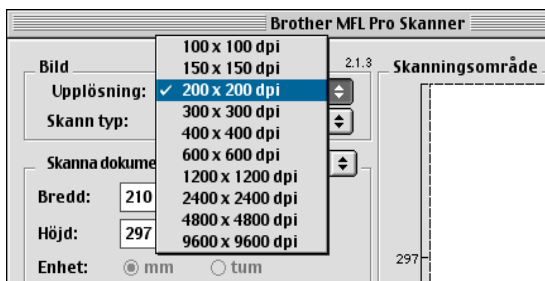 Brother MFL Pro Scanner
Bild
2.1.3
Upplösning:
Skann typ:
100 x 100 dpi
150 x 150 dpi
✓ 200 x 200 dpi
300 x 300 dpi
400 x 400 dpi
600 x 600 dpi
1200 x 1200 dpi
2400 x 2400 dpi
4800 x 4800 dpi
9600 x 9600 dpi
Skanna dokume
Bredd: 210
Höjd: 297
Enhet: mm tum
Skanningsområde
297